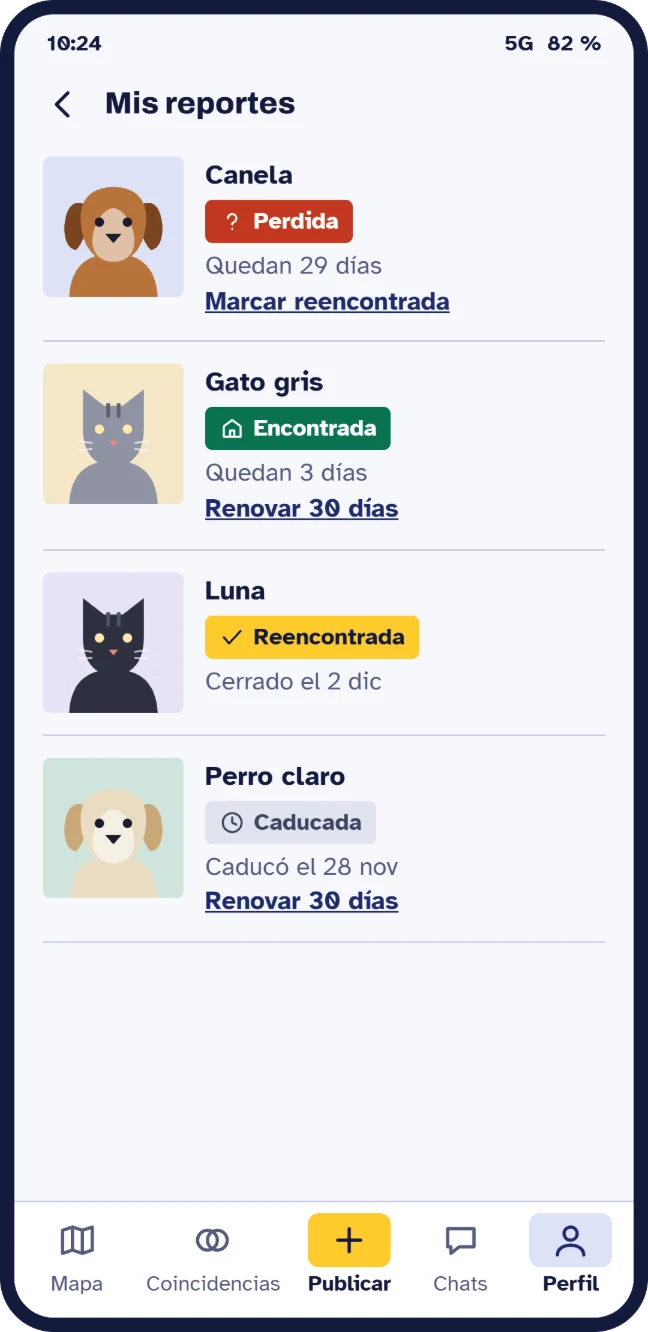 10:24 5G 82 %
Mis reportes
Canela
? Perdida
Quedan 29 días
Marcar reencontrada
Gato gris
Encontrada
Quedan 3 días
Renovar 30 días
Luna
Reencontrada
Cerrado el 2 dic
Perro claro
Caducada
Caducó el 28 nov
Renovar 30 días
Mapa Coincidencias Publicar Chats Perfil